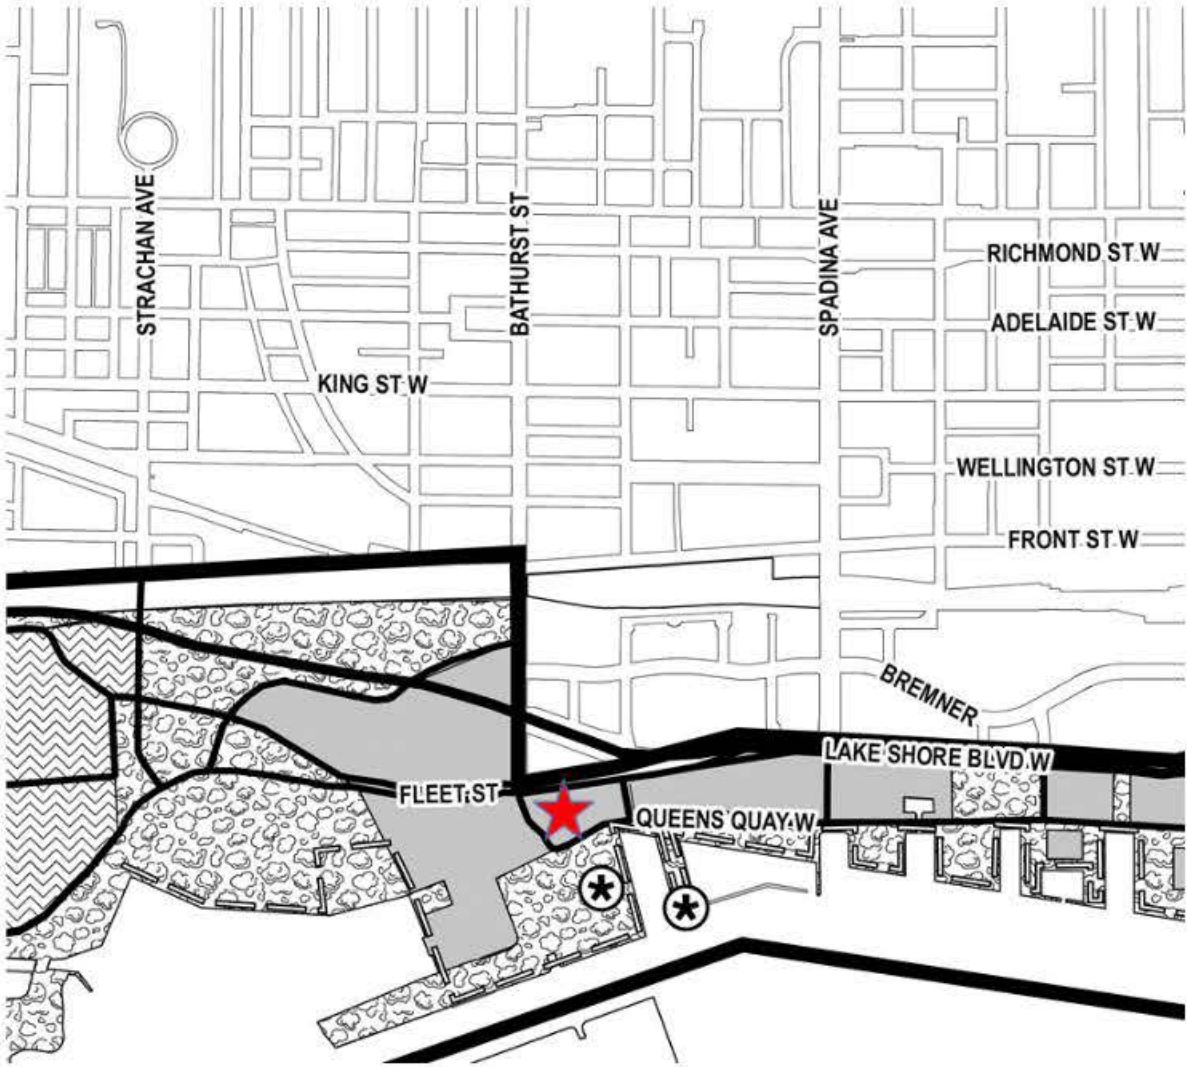 STRACHAN AVE
BATHURST ST
SPADINA AVE
RICHMOND ST W
ADELAIDE ST W
KING ST W
WELLINGTON ST W
FRONT ST W
BREMNER
LAKE SHORE BLVD W
FLEET ST
QUEENS QUAY W